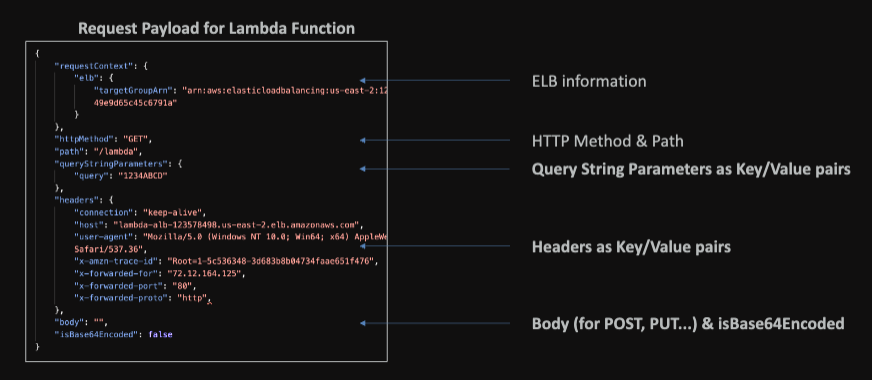 Request Payload for Lambda Function
{
"requestContext": {
"elb": {
"targetGroupArn": "arn:aws:elasticloadbalancing:us-east-2:12
49e9d65c45c6791a"
}
},
"httpMethod": "GET",
"path": "/lambda",
"queryStringParameters": {
"query": "1234ABCD"
},
"headers": {
"connection": "keep-alive",
"host": "lambda-alb-123578498.us-east-2.elb.amazonaws.com",
"user-agent": "Mozilla/5.0 (Windows NT 10.0; Win64; x64) AppleWe
Safari/537.36",
"x-amzn-trace-id": "Root=1-5c536348-3d683b8b04734faae651f476",
"x-forwarded-for": "72.12.164.125",
"x-forwarded-port": "80",
"x-forwarded-proto": "http",
},
"body": "",
"isBase64Encoded": false
}
ELB information
HTTP Method & Path
Query String Parameters as Key/Value pairs
Headers as Key/Value pairs
Body (for POST, PUT...) & isBase64Encoded